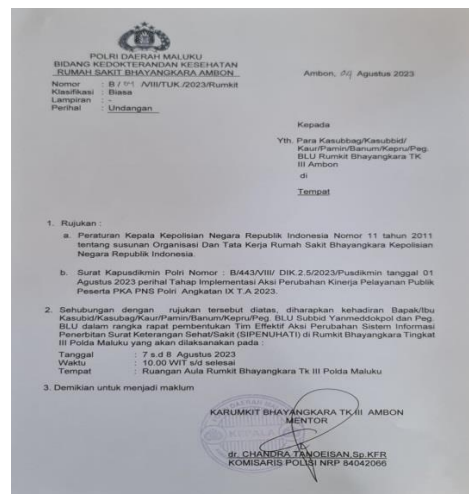 POLRI DAERAH MALUKU
BIDANG KEDOKTERANDAN KESEHATAN
RUMAH SAKIT BHAYANGKARA AMBON
Ambon, Agustus 2023
Nomor : B / /VIII/TUK./2023/Rumkit
Klasifikasi : Biasa
Lampiran : -
Perihal : Undangan
Kepada
Yth. Para Kasubbag/Kasubbid/
Kaur/Pamin/Banum/Kepru/Peg.
BLU Rumkit Bhayangkara TK
III Ambon
di
Tempat
1. Rujukan :
a. Peraturan Kepala Kepolisian Negara Republik Indonesia Nomor 11 tahun 2011
tentang susunan Organisasi Dan Tata Kerja Rumah Sakit Bhayangkara Kepolisian
Negara Republik Indonesia.
b. Surat Kapusdikmin Polri Nomor : B/443/VIII/ DIK.2.5/2023/Pusdikmin tanggal 01
Agustus 2023 perihal Tahap Implementasi Aksi Perubahan Kinerja Pelayanan Publik
Peserta PKA PNS Polri Angkatan IX T.A 2023.
2. Sehubungan dengan rujukan tersebut diatas, diharapkan kehadiran Bapak/Ibu
Kasubbid/Kasubag/Kaur/Pamin/Banum/Kepru/Peg. BLU Subbid Yanmeddokpol dan Peg.
BLU dalam rangka rapat pembentukan Tim Effektif Aksi Perubahan Sistem Informasi
Penerbitan Surat Keterangan Sehat/Sakit (SIPENUHATI) di Rumkit Bhayangkara Tingkat
III Polda Maluku yang akan dilaksanakan pada :
Tanggal : 7 s.d 8 Agustus 2023
Waktu : 10.00 WIT s/d selesai
Tempat : Ruangan Aula Rumkit Bhayangkara Tk III Polda Maluku
3. Demikian untuk menjadi maklum
KARUMKIT BHAYANGKARA TK III AMBON
MENTOR
dr. CHANDRA TANOEISAN,Sp.KFR
KOMISARIS POLISI NRP 84042066